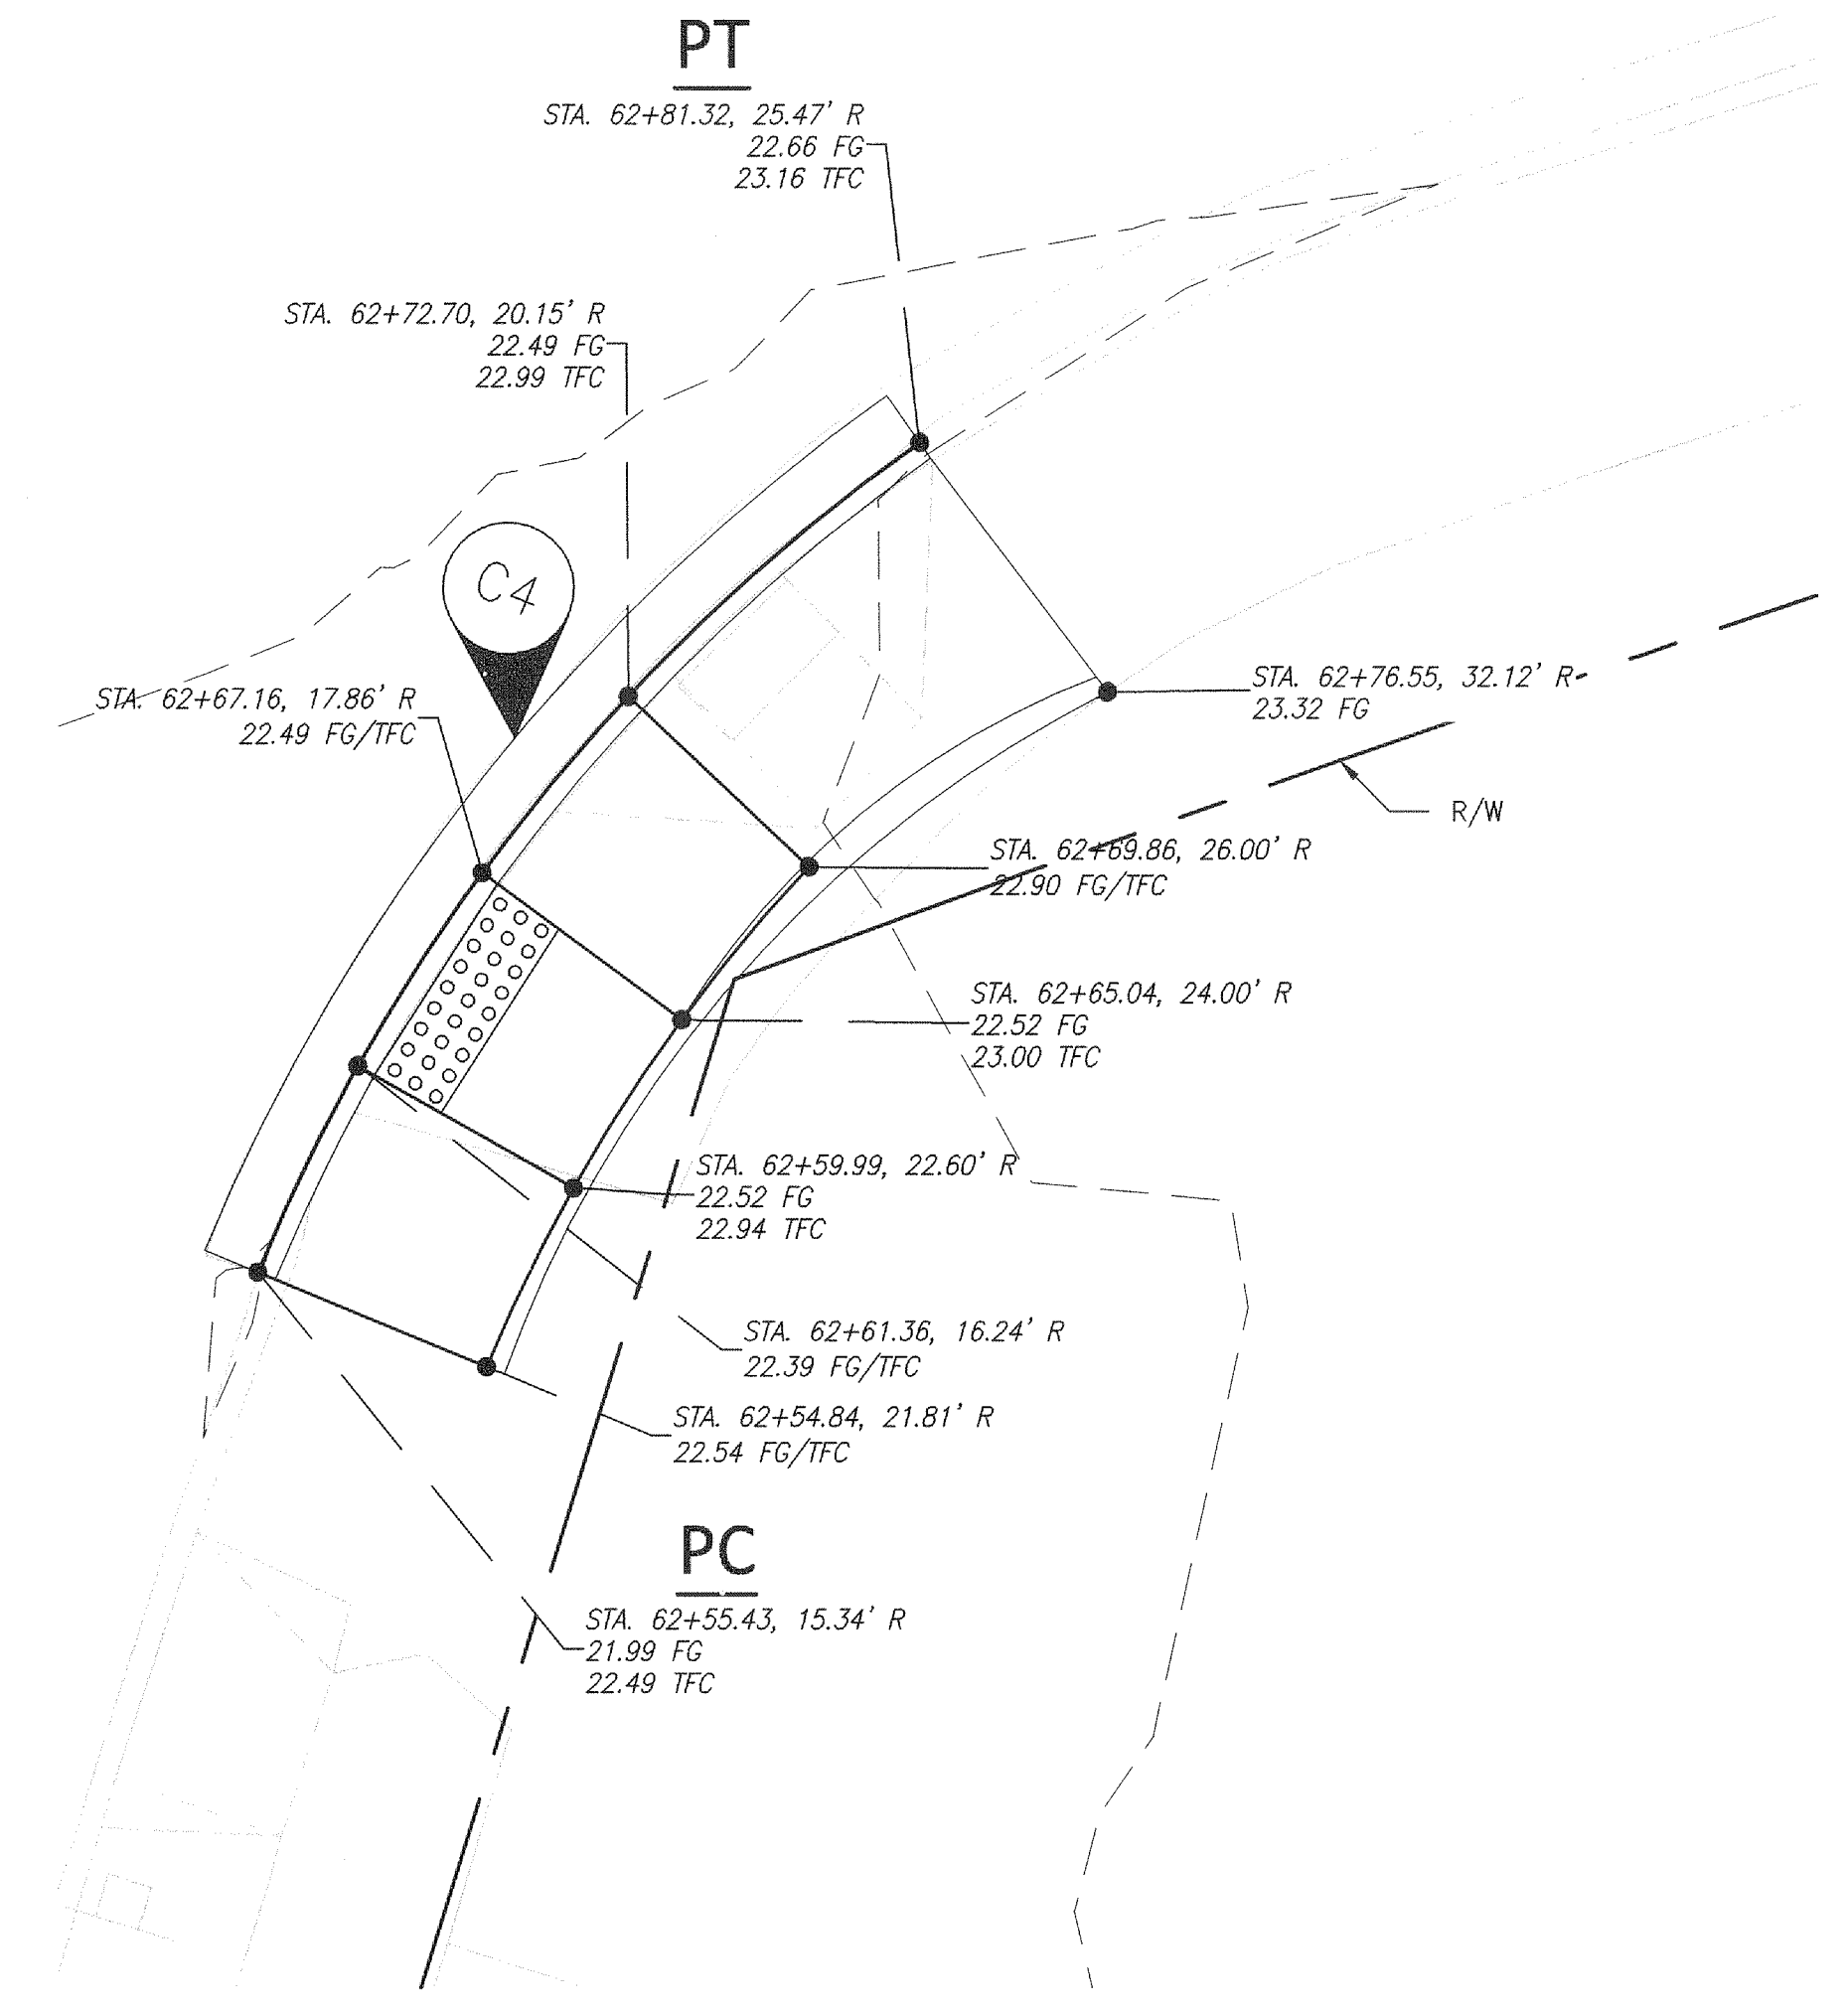 PT
STA. 62+81.32, 25.47' R
22.66 FG
23.16 TFC
STA. 62+72.70, 20.15' R
22.49 FG
22.99 TFC
C4
STA. 62+67.16, 17.86' R
22.49 FG/TFC
STA. 62+76.55, 32.12' R
23.32 FG
R/W
STA. 62+69.86, 26.00' R
22.90 FG/TFC
STA. 62+65.04, 24.00' R
22.52 FG
23.00 TFC
STA. 62+59.99, 22.60' R
22.52 FG
22.94 TFC
STA. 62+61.36, 16.24' R
22.39 FG/TFC
STA. 62+54.84, 21.81' R
22.54 FG/TFC
PC
STA. 62+55.43, 15.34' R
21.99 FG
22.49 TFC